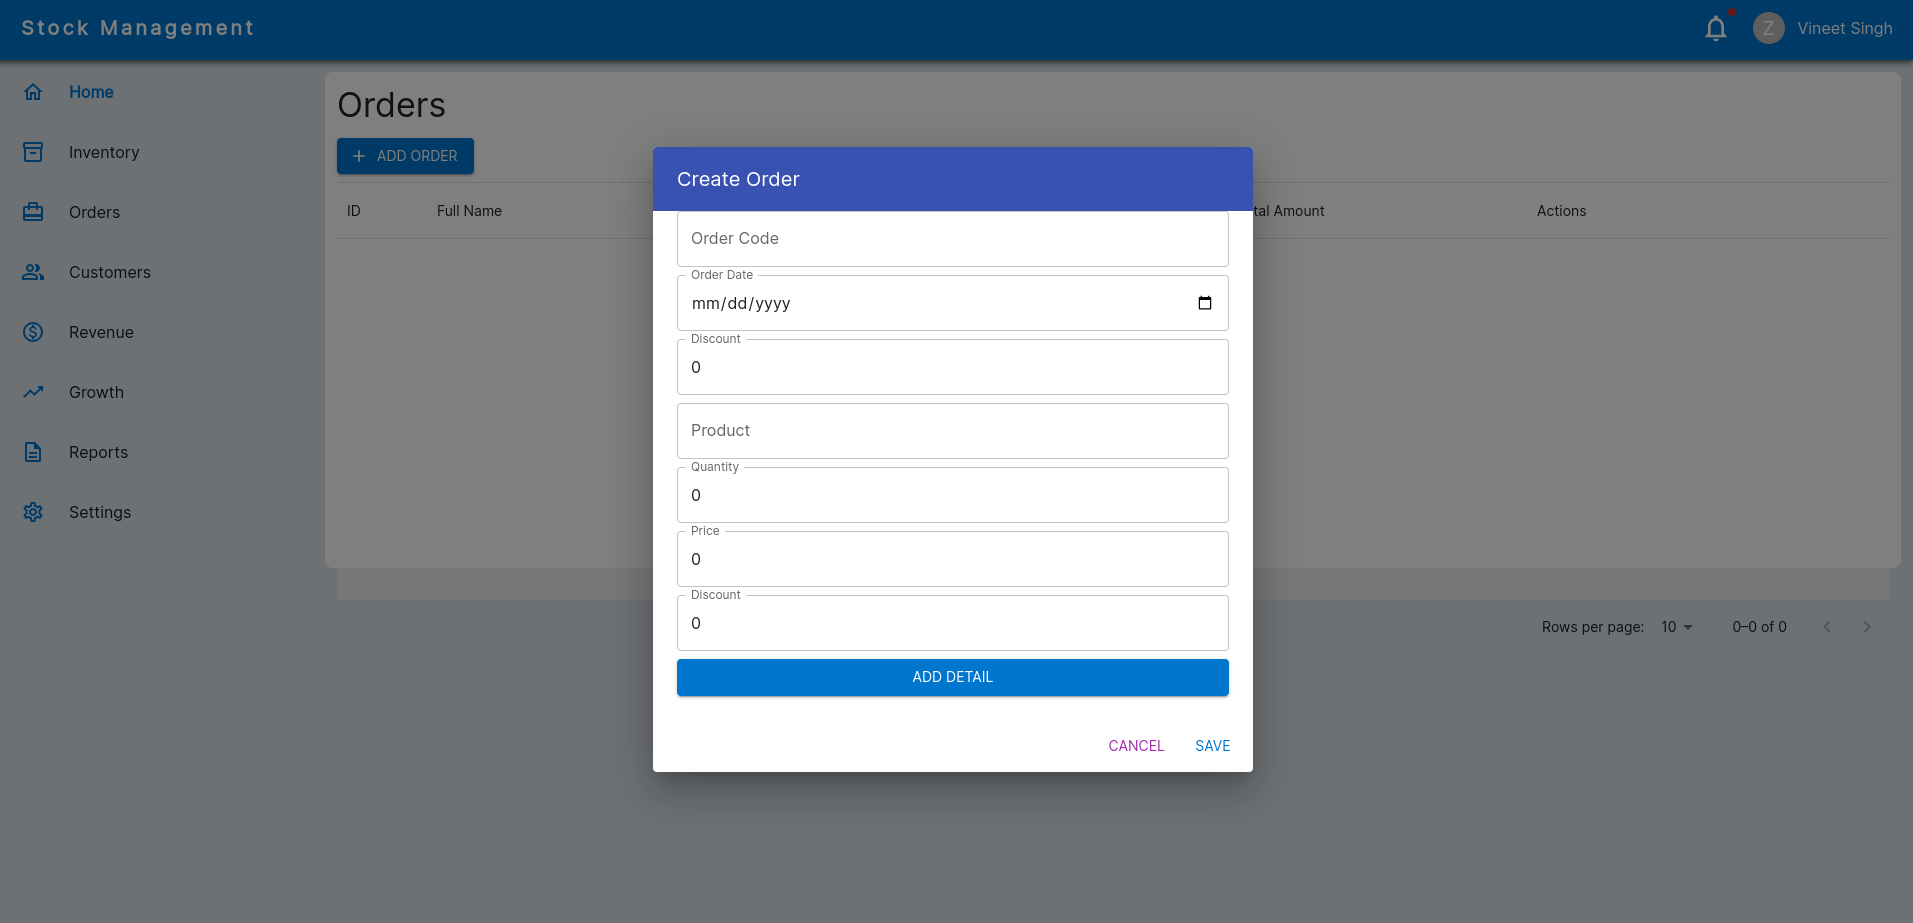 Stock Management
Z
Vineet Singh
Home
Inventory
Orders
Customers
Revenue
Growth
Reports
Settings
Orders
ADD ORDER
ID
Full Name
tal Amount
Actions
Rows per page:
10
0–0 of 0
Create Order
Order Code
Order Date
mm/dd/yyyy
Discount
0
Product
Quantity
0
Price
0
Discount
0
ADD DETAIL
CANCEL
SAVE